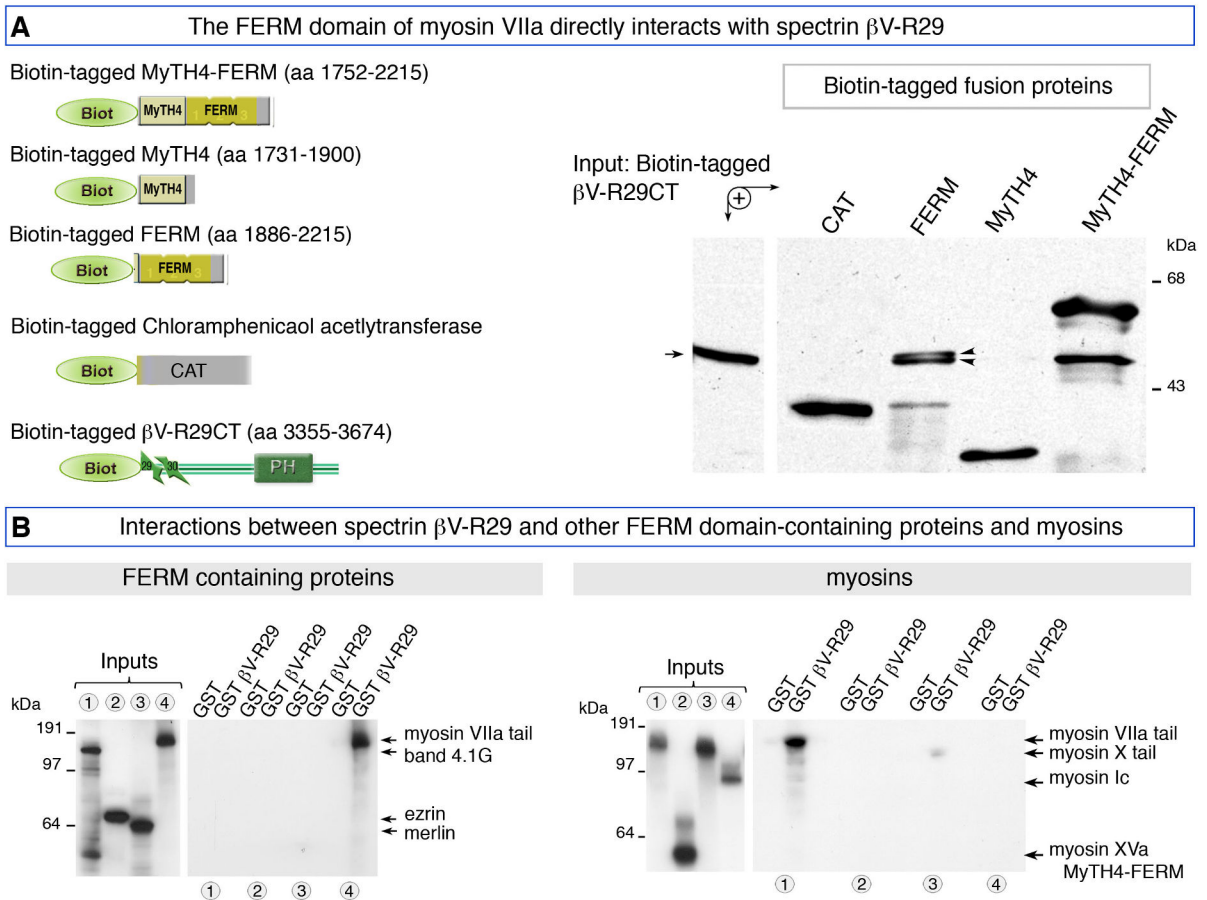 A The FERM domain of myosin VIIa directly interacts with spectrin βV-R29
Biotin-tagged MyTH4-FERM (aa 1752-2215)
Biot MyTH4 1 FERM 3
Biotin-tagged MyTH4 (aa 1731-1900)
Biot MyTH4
Biotin-tagged FERM (aa 1886-2215)
Biot 1 FERM 2 3
Biotin-tagged Chloramphenicaol acetlytransferase
Biot CAT
Biotin-tagged βV-R29CT (aa 3355-3674)
Biot 29 30 PH
Biotin-tagged fusion proteins
Input: Biotin-tagged
βV-R29CT
+
CAT
FERM
MyTH4
MyTH4-FERM
kDa
68
43
B Interactions between spectrin βV-R29 and other FERM domain-containing proteins and myosins
FERM containing proteins
Inputs
1 2 3 4
GST
GST βV-R29
GST
GST βV-R29
GST
GST βV-R29
GST
GST βV-R29
kDa
191
97
64
myosin VIIa tail
band 4.1G
ezrin
merlin
1 2 3 4
myosins
Inputs
1 2 3 4
GST
GST βV-R29
GST
GST βV-R29
GST
GST βV-R29
GST
GST βV-R29
kDa
191
97
64
myosin VIIa tail
myosin X tail
myosin Ic
myosin XVa
MyTH4-FERM
1 2 3 4